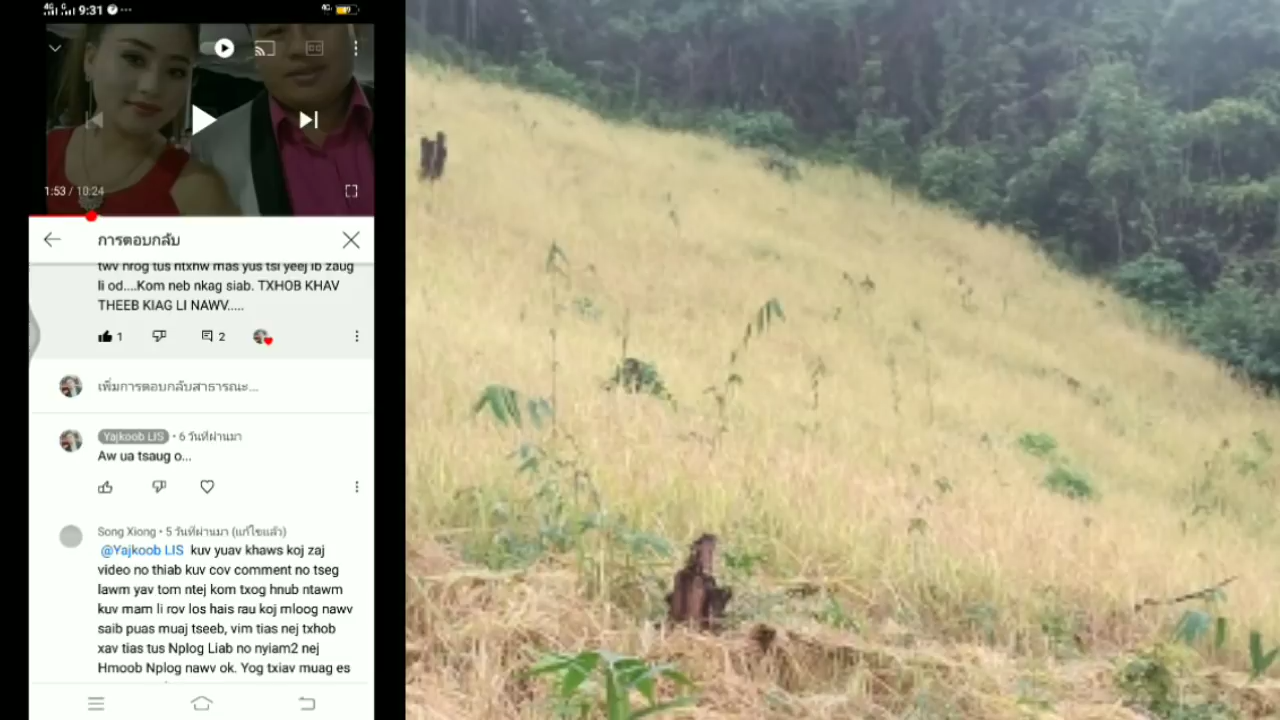 4G G 9:31
4G
1:53 / 10:24
การตอบกลับ
twv nrog tus ntxhw mas yus tsi yeej ib zaug
li od....Kom neb nkag siab. TXHOB KHAV
THEEB KIAG LI NAWV.....
1
2
เพิ่มการตอบกลับสาธารณะ...
Yajkoob LIS • 6 วันที่ผ่านมา
Aw ua tsaug o...
Song Xiong • 5 วันที่ผ่านมา (แก้ไขแล้ว)
@Yajkoob LIS kuv yuav khaws koj zaj
video no thiab kuv cov comment no tseg
lawm yav tom ntej kom txog hnub ntawm
kuv mam li rov los hais rau koj mloog nawv
saib puas muaj tseeb, vim tias nej txhob
xav tias tus Nplog Liab no nyiam2 nej
Hmoob Nplog nawv ok. Yog txiav muag es